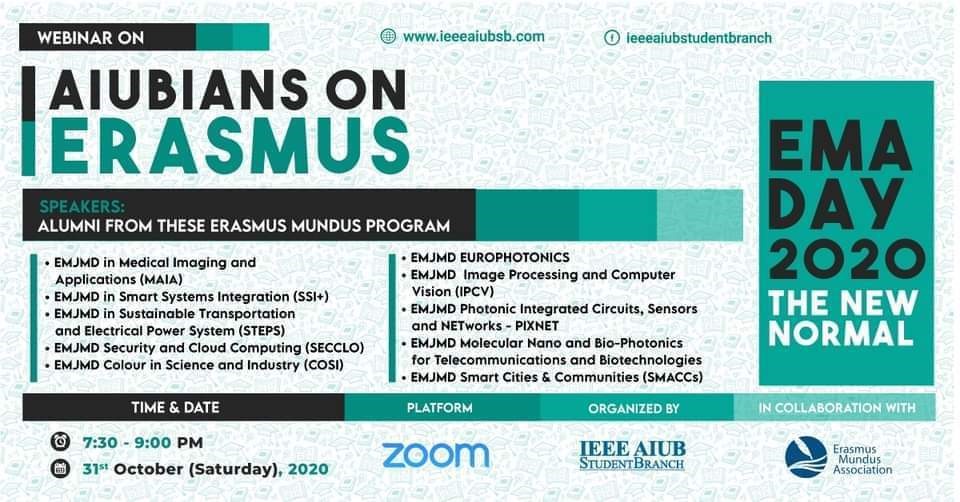 WEBINAR ON
www.ieeeaiubsb.com
ieeeaiubstudentbranch
AIUBIANS ON
ERASMUS
EMA
DAY
2020
THE NEW
NORMAL
SPEAKERS:
ALUMNI FROM THESE ERASMUS MUNDUS PROGRAM
• EMJMD in Medical Imaging and
Applications (MAIA)
• EMJMD in Smart Systems Integration (SSI+)
• EMJMD in Sustainable Transportation
and Electrical Power System (STEPS)
• EMJMD Security and Cloud Computing (SECCLO)
• EMJMD Colour in Science and Industry (COSI)
• EMJMD EUROPHOTONICS
• EMJMD Image Processing and Computer
Vision (IPCV)
• EMJMD Photonic Integrated Circuits, Sensors
and NETworks - PIXNET
• EMJMD Molecular Nano and Bio-Photonics
for Telecommunications and Biotechnologies
• EMJMD Smart Cities & Communities (SMACCs)
TIME & DATE
7:30 - 9:00 PM
31st October (Saturday), 2020
PLATFORM
zoom
ORGANIZED BY
IEEE AIUB
STUDENTBRANCH
IN COLLABORATION WITH
Erasmus
Mundus
Association